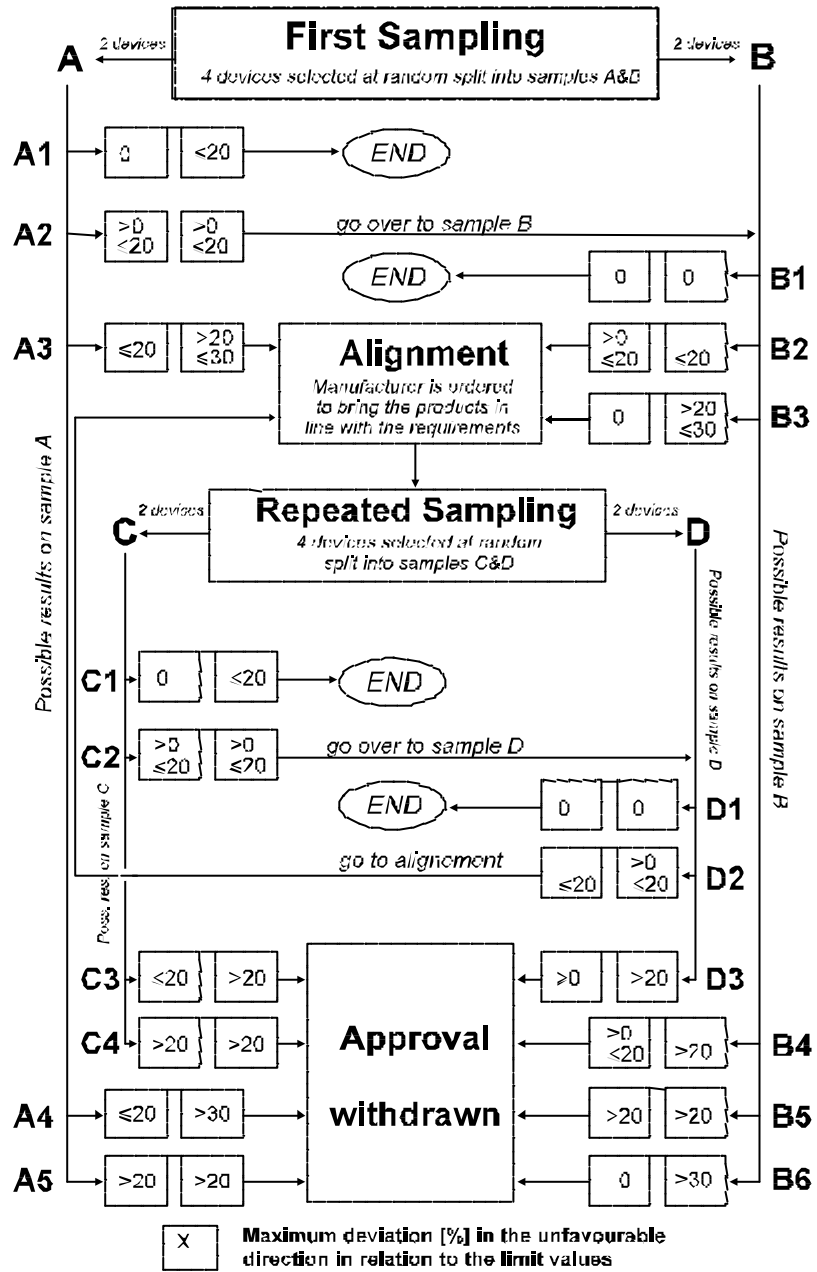 First Sampling
4 devices selected at random split into samples A&B
A
2 devices
2 devices
B
A1
0
<20
END
A2
>0
<20
>0
<20
go over to sample B
END
0
0
B1
A3
≤20
>20
≤30
Alignment
Manufacturer is ordered
to bring the products in
line with the requirements
>0
≤20
≤20
B2
0
>20
≤30
B3
Possible results on sample A
C
2 devices
Repeated Sampling
4 devices selected at random
split into samples C&D
2 devices
D
Possible results on sample D
Possible results on sample B
C1
0
≤20
END
C2
>0
≤20
>0
≤20
go over to sample D
Poss. res. on sample C
END
0
0
D1
go to alignement
≤20
>0
<20
D2
C3
<20
>20
Approval
withdrawn
≥0
>20
D3
C4
>20
>20
>0
<20
>20
B4
A4
≤20
>30
>20
>20
B5
A5
>20
>20
0
>30
B6
X
Maximum deviation [%] in the unfavourable
direction in relation to the limit values